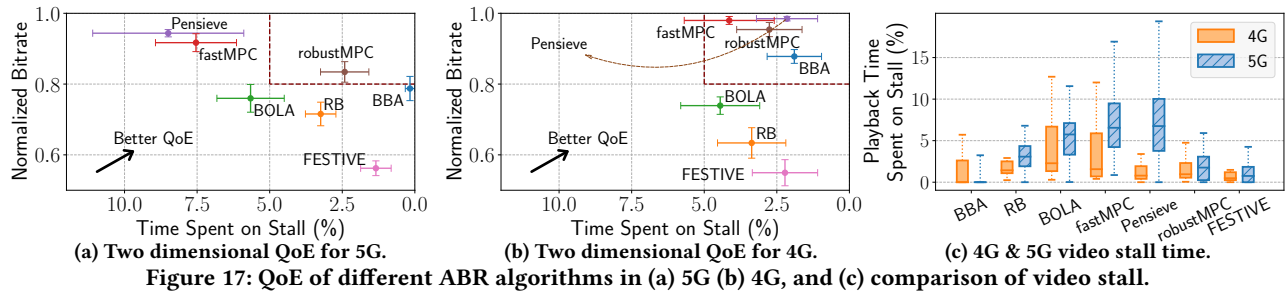 Normalized Bitrate
1.0
0.8
0.6
Pensieve
fastMPC
robustMPC
BBA
BOLA
RB
FESTIVE
Better QoE
10.0 7.5 5.0 2.5 0.0
Time Spent on Stall (%)
(a) Two dimensional QoE for 5G.
Normalized Bitrate
1.0
0.8
0.6
fastMPC
robustMPC
Pensieve
BBA
BOLA
RB
FESTIVE
Better QoE
10.0 7.5 5.0 2.5 0.0
Time Spent on Stall (%)
(b) Two dimensional QoE for 4G.
Playback Time
Spent on Stall (%)
15
10
5
0
4G
5G
BBA RB BOLA fastMPC Pensieve robustMPC FESTIVE
(c) 4G & 5G video stall time.
Figure 17: QoE of different ABR algorithms in (a) 5G (b) 4G, and (c) comparison of video stall.